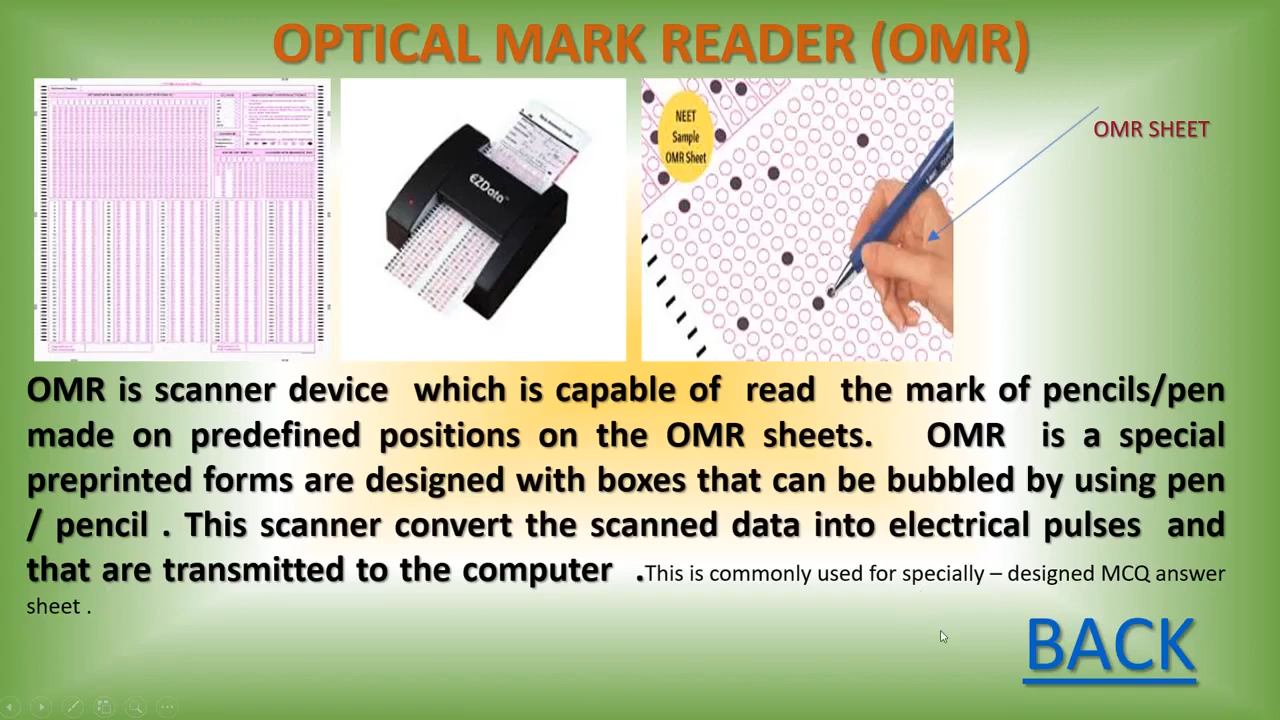 OPTICAL MARK READER (OMR)
EZData
NEET
Sample
OMR Sheet
OMR SHEET
OMR is scanner device which is capable of read the mark of pencils/pen
made on predefined positions on the OMR sheets. OMR is a special
preprinted forms are designed with boxes that can be bubbled by using pen
/ pencil . This scanner convert the scanned data into electrical pulses and
that are transmitted to the computer .This is commonly used for specially – designed MCQ answer
sheet .
BACK